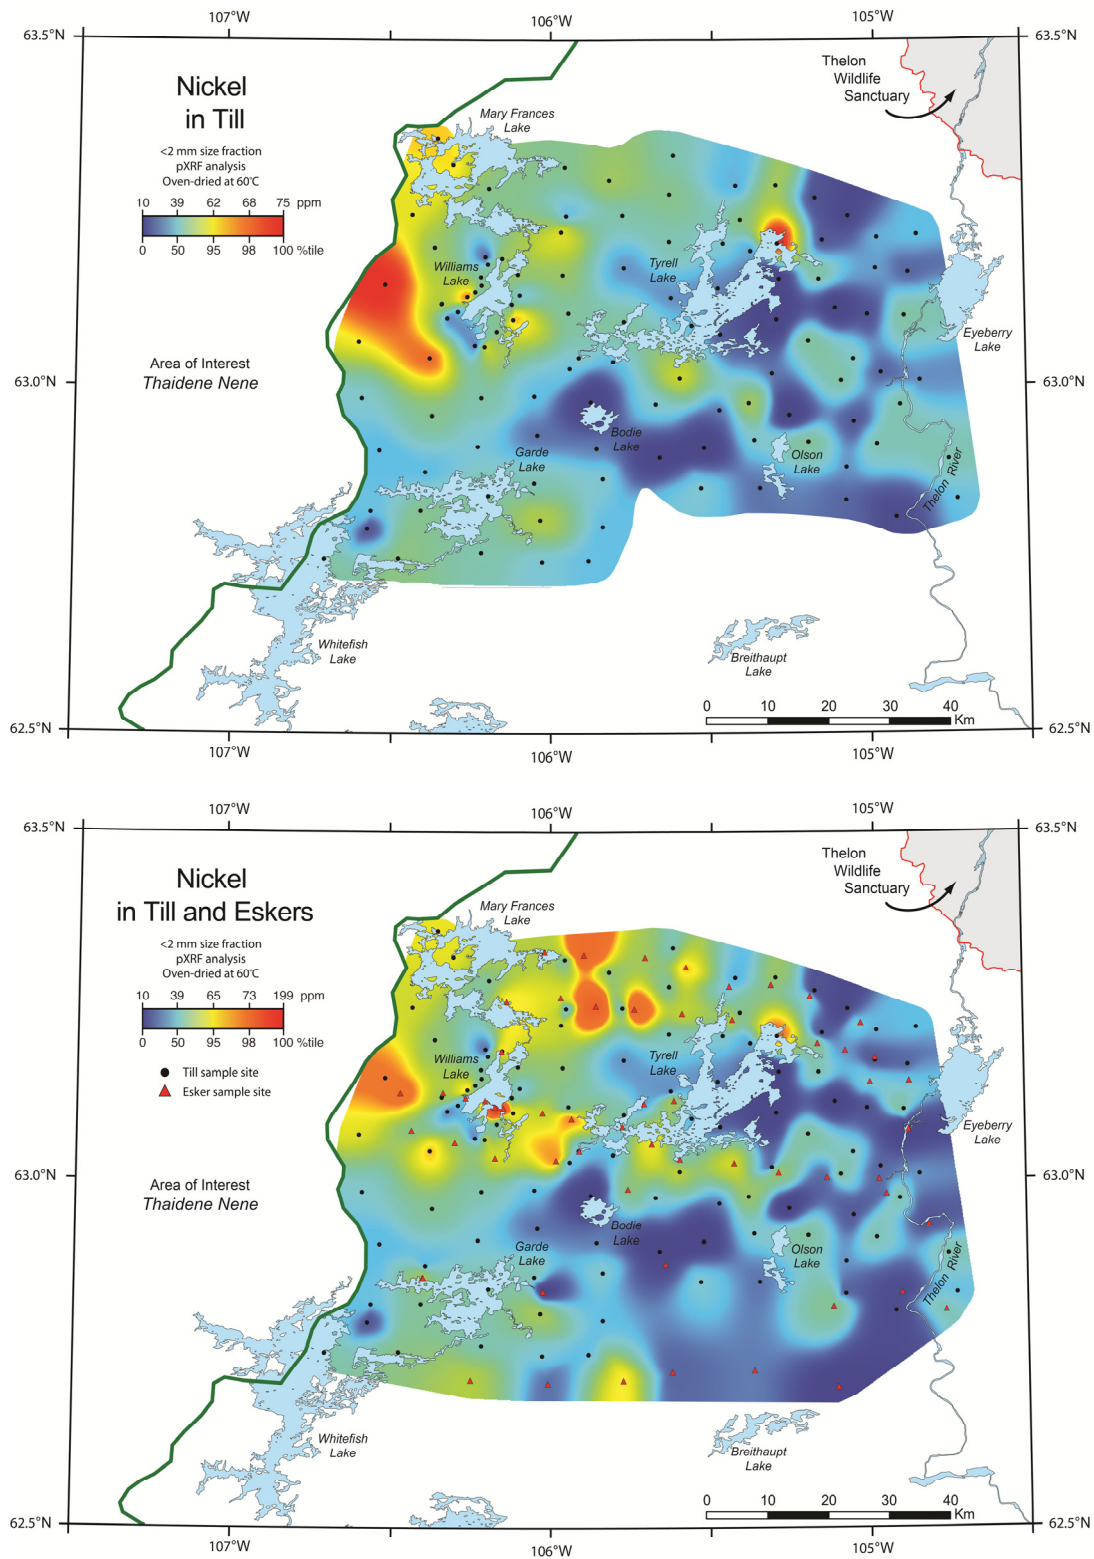 107°W
106°W
105°W
63.5°N
63.5°N
Nickel
in Till
<2 mm size fraction
pXRF analysis
Oven-dried at 60°C
10 39 62 68 75 ppm
0 50 95 98 100 %tile
Thelon
Wildlife
Sanctuary
Mary Frances
Lake
Williams
Lake
Tyrell
Lake
Eyeberry
Lake
Area of Interest
Thaidene Nene
63.0°N
63.0°N
Bodie
Lake
Garde
Lake
Olson
Lake
Thelon River
Whitefish
Lake
Breithaupt
Lake
0 10 20 30 40
Km
62.5°N
62.5°N
107°W
106°W
105°W
107°W
106°W
105°W
63.5°N
63.5°N
Nickel
in Till and Eskers
<2 mm size fraction
pXRF analysis
Oven-dried at 60°C
10 39 65 73 199 ppm
0 50 95 98 100 %tile
Till sample site
Esker sample site
Thelon
Wildlife
Sanctuary
Mary Frances
Lake
Williams
Lake
Tyrell
Lake
Eyeberry
Lake
Area of Interest
Thaidene Nene
63.0°N
63.0°N
Bodie
Lake
Garde
Lake
Olson
Lake
Thelon River
Whitefish
Lake
Breithaupt
Lake
0 10 20 30 40
Km
62.5°N
62.5°N
107°W
106°W
105°W